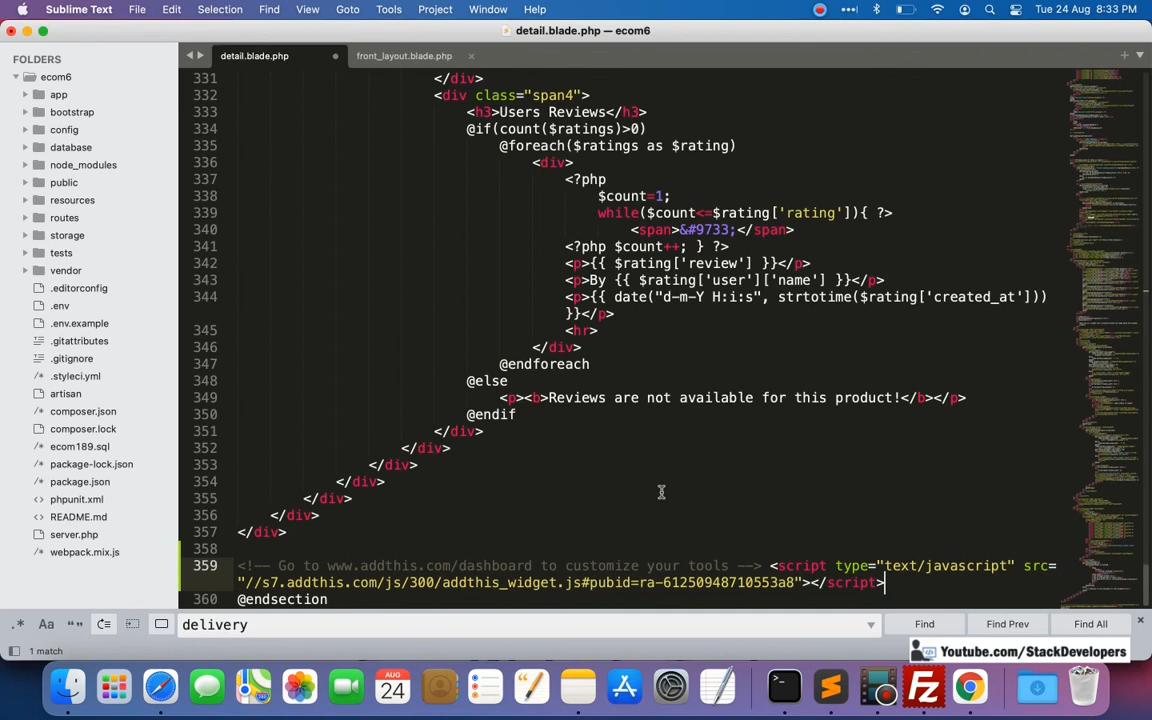 Sublime Text File Edit Selection Find View Goto Tools Project Window Help Tue 24 Aug 8:33 PM
detail.blade.php — ecom6
FOLDERS
ecom6
app
bootstrap
config
database
node_modules
public
resources
routes
storage
tests
vendor
.editorconfig
.env
.env.example
.gitattributes
.gitignore
.styleci.yml
artisan
composer.json
composer.lock
ecom189.sql
package-lock.json
package.json
phpunit.xml
README.md
server.php
webpack.mix.js
detail.blade.php front_layout.blade.php
331 </div>
332 <div class="span4">
333 <h3>Users Reviews</h3>
334 @if(count($ratings)>0)
335 @foreach($ratings as $rating)
336 <div>
337 <?php
338 $count=1;
339 while($count<=$rating['rating']){ ?>
340 <span>&#9733;</span>
341 <?php $count++; } ?>
342 <p>{{ $rating['review'] }}</p>
343 <p>By {{ $rating['user']['name'] }}</p>
344 <p>{{ date("d-m-Y H:i:s", strtotime($rating['created_at']))
}}</p>
345 <hr>
346 </div>
347 @endforeach
348 @else
349 <p><b>Reviews are not available for this product!</b></p>
350 @endif
351 </div>
352 </div>
353 </div>
354 </div>
355 </div>
356 </div>
357 </div>
358
359 <!-- Go to www.addthis.com/dashboard to customize your tools --> <script type="text/javascript" src=
"//s7.addthis.com/js/300/addthis_widget.js#pubid=ra-61250948710553a8"></script>
360 @endsection
.* Aa “” delivery Find Find Prev Find All
1 match
Youtube.com/StackDevelopers
AUG
24